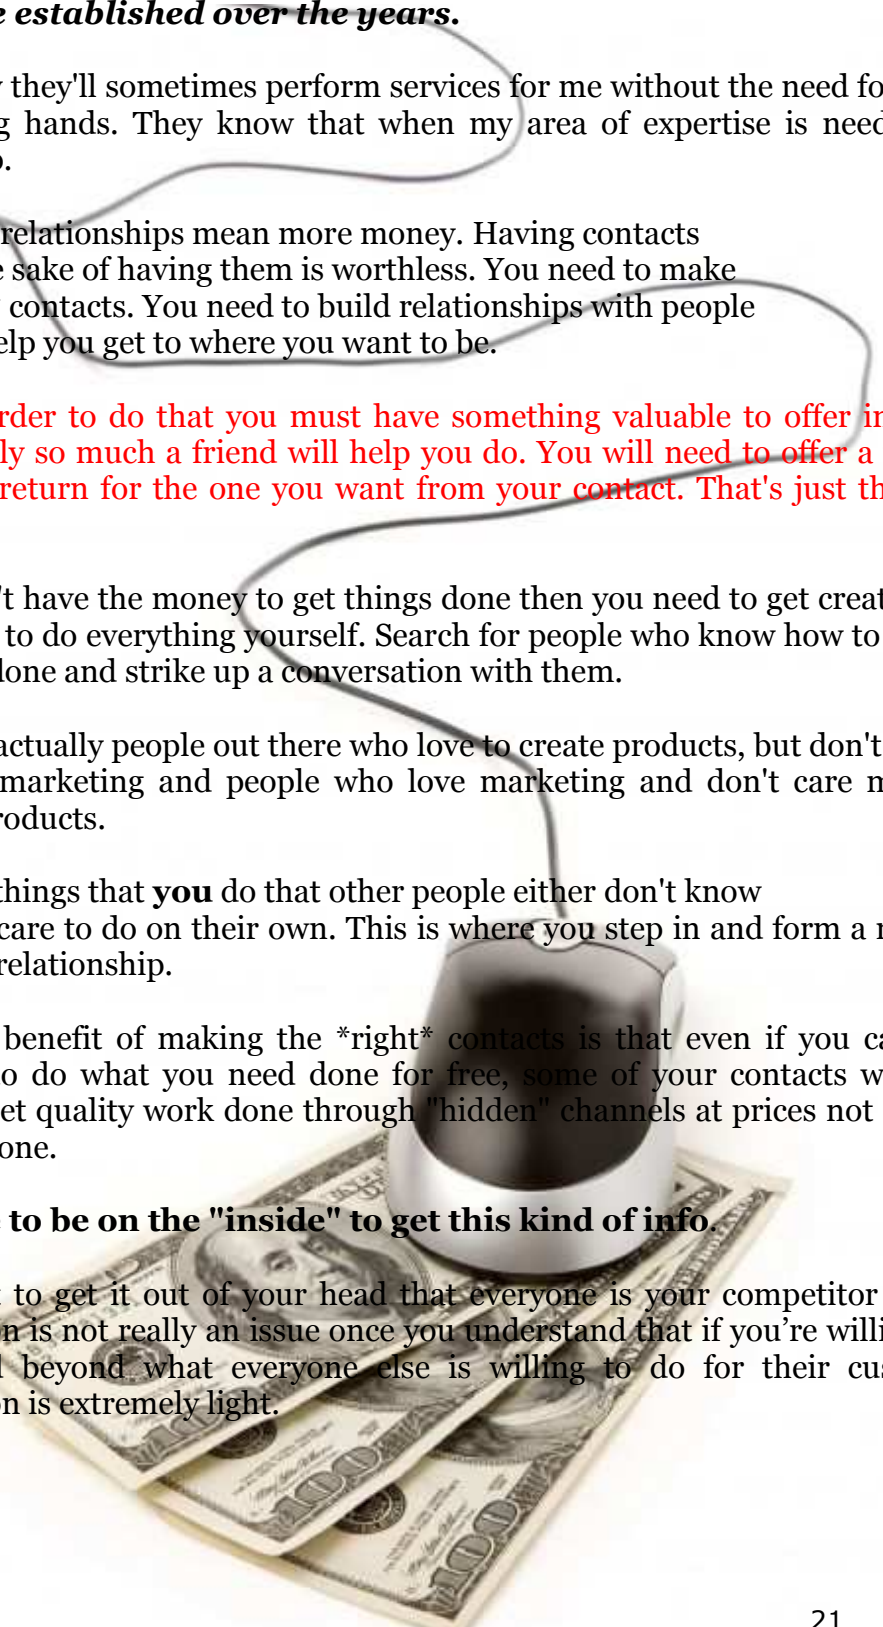 e established over the years.
y they'll sometimes perform services for me without the need fo
g hands. They know that when my area of expertise is need
o.
relationships mean more money. Having contacts
e sake of having them is worthless. You need to make
contacts. You need to build relationships with people
elp you get to where you want to be.
rder to do that you must have something valuable to offer in
ly so much a friend will help you do. You will need to offer a
return for the one you want from your contact. That's just th
't have the money to get things done then you need to get creat
to do everything yourself. Search for people who know how to
done and strike up a conversation with them.
actually people out there who love to create products, but don't
marketing and people who love marketing and don't care m
roducts.
things that you do that other people either don't know
care to do on their own. This is where you step in and form a r
relationship.
benefit of making the *right* contacts is that even if you ca
o do what you need done for free, some of your contacts w
et quality work done through "hidden" channels at prices not
one.
e to be on the "inside" to get this kind of info.
t to get it out of your head that everyone is your competitor
on is not really an issue once you understand that if you’re willi
d beyond what everyone else is willing to do for their cus
on is extremely light.
100
100
100
21